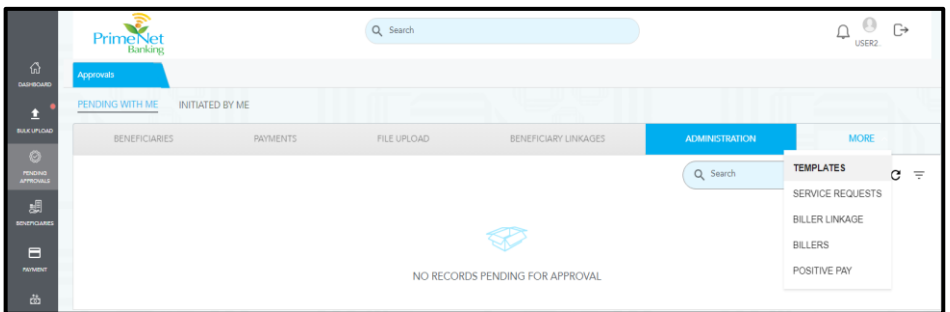 PrimeNet
Banking
Search
USER2..
DASHBOARD
BULK UPLOAD
PENDING
APPROVALS
BENEFICIARIES
PAYMENT
Approvals
PENDING WITH ME INITIATED BY ME
BENEFICIARIES PAYMENTS FILE UPLOAD BENEFICIARY LINKAGES ADMINISTRATION MORE
Search
TEMPLATES
SERVICE REQUESTS
BILLER LINKAGE
BILLERS
POSITIVE PAY
NO RECORDS PENDING FOR APPROVAL